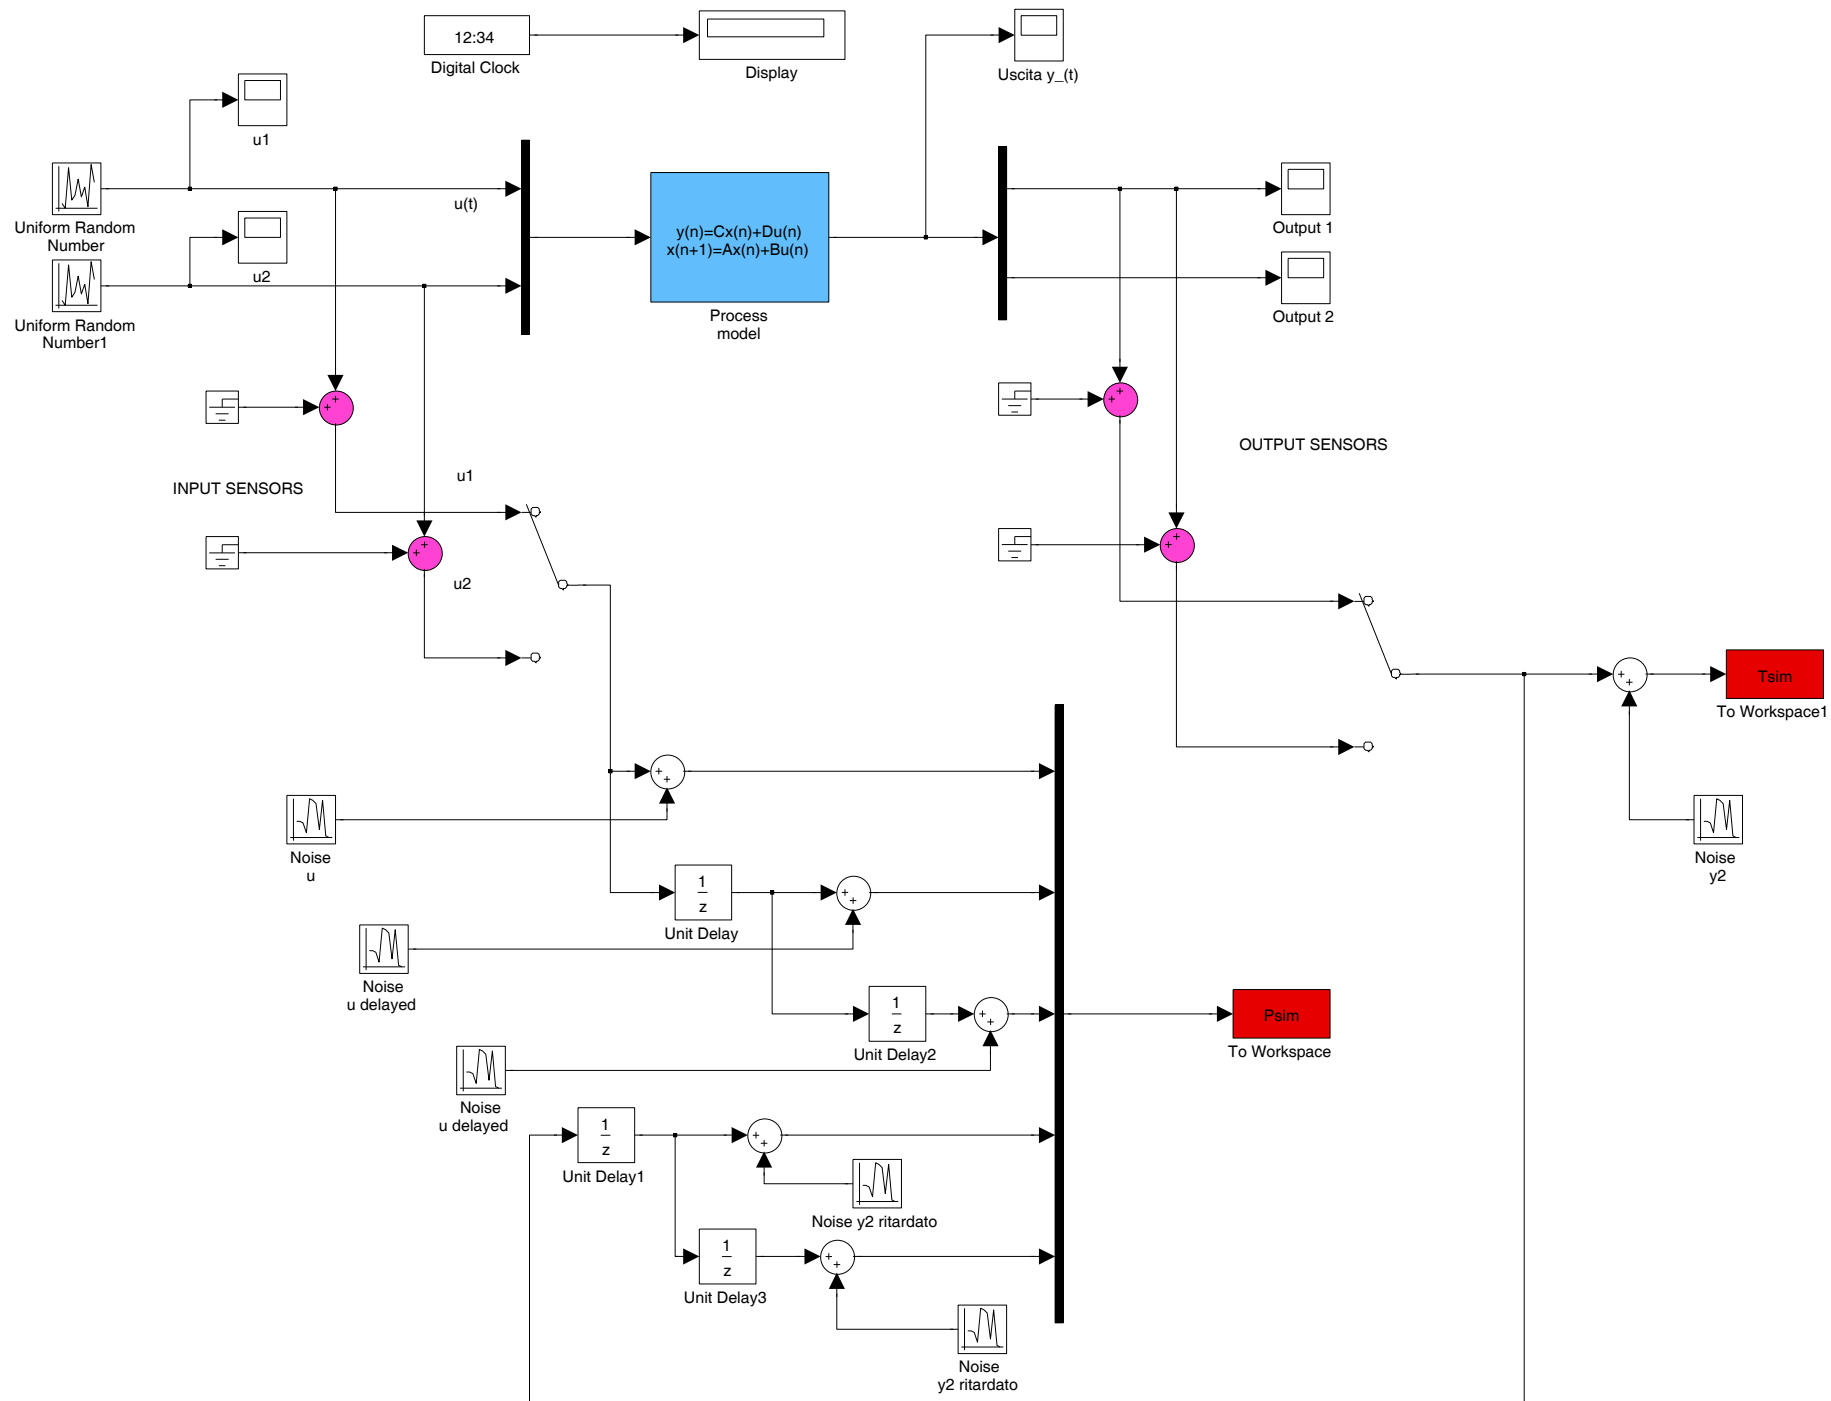 12:34
Digital Clock
Display
Uscita y_(t)
u1
Uniform Random
Number
u(t)
u2
Uniform Random
Number1
y(n)=Cx(n)+Du(n)
x(n+1)=Ax(n)+Bu(n)
Process
model
Output 1
Output 2
+
+
+
+
INPUT SENSORS
OUTPUT SENSORS
u1
+
+
u2
+
+
+
+
Tsim
To Workspace1
+
+
Noise
u
Noise
y2
1
z
Unit Delay
+
+
Noise
u delayed
1
z
Unit Delay2
+
+
Psim
To Workspace
Noise
u delayed
1
z
Unit Delay1
+
+
Noise y2 ritardato
1
z
Unit Delay3
+
+
Noise
y2 ritardato